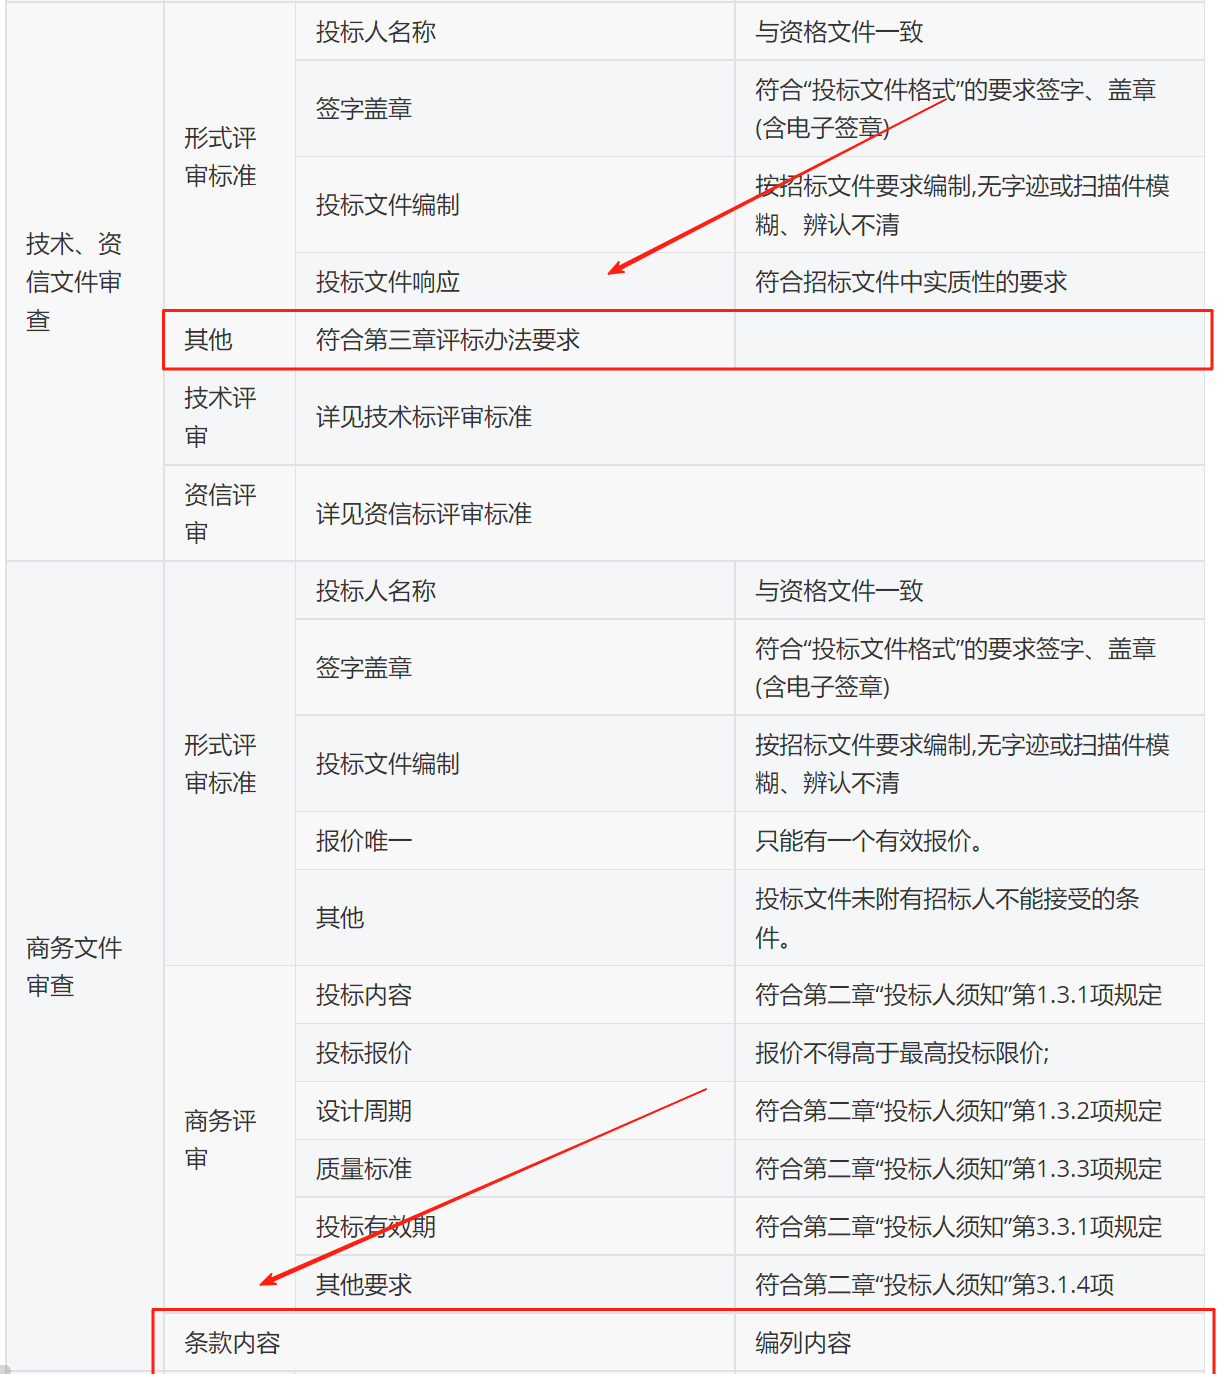 技术、资
信文件审
查
形式评
审标准
投标人名称
与资格文件一致
签字盖章
符合“投标文件格式”的要求签字、盖章
(含电子签章)
投标文件编制
按招标文件要求编制,无字迹或扫描件模
糊、辨认不清
投标文件响应
符合招标文件中实质性的要求
其他
符合第三章评标办法要求
技术评
审
详见技术标评审标准
资信评
审
详见资信标评审标准
商务文件
审查
形式评
审标准
投标人名称
与资格文件一致
签字盖章
符合“投标文件格式”的要求签字、盖章
(含电子签章)
投标文件编制
按招标文件要求编制,无字迹或扫描件模
糊、辨认不清
报价唯一
只能有一个有效报价。
其他
投标文件未附有招标人不能接受的条
件。
商务评
审
投标内容
符合第二章“投标人须知”第1.3.1项规定
投标报价
报价不得高于最高投标限价;
设计周期
符合第二章“投标人须知”第1.3.2项规定
质量标准
符合第二章“投标人须知”第1.3.3项规定
投标有效期
符合第二章“投标人须知”第3.3.1项规定
其他要求
符合第二章“投标人须知”第3.1.4项
条款内容
编列内容